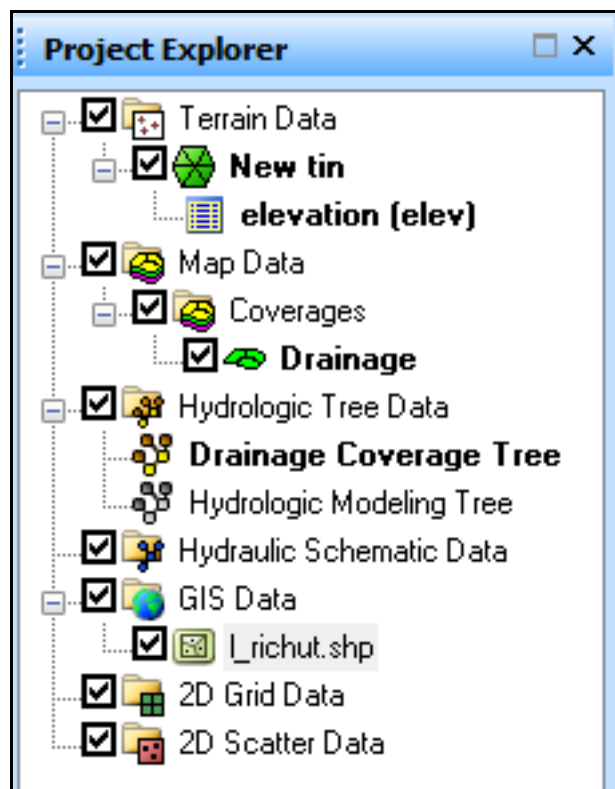 Project Explorer
Terrain Data
New tin
elevation (elev)
Map Data
Coverages
Drainage
Hydrologic Tree Data
Drainage Coverage Tree
Hydrologic Modeling Tree
Hydraulic Schematic Data
GIS Data
l_richut.shp
2D Grid Data
2D Scatter Data